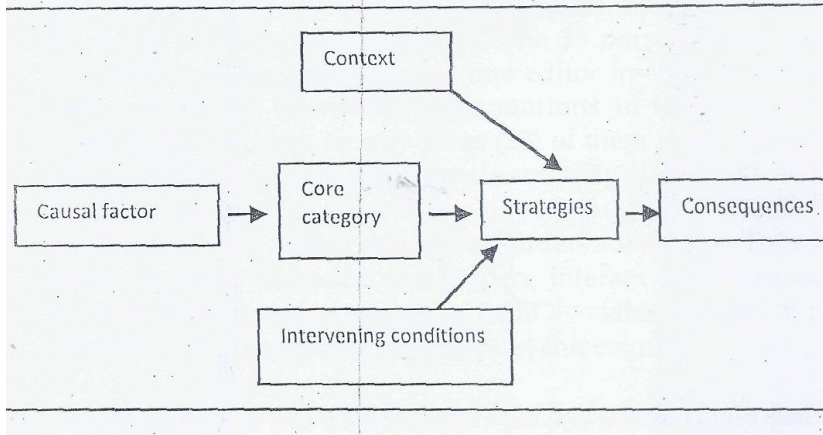 Context
Causal factor
Core
category
Strategies
Consequences
Intervening conditions